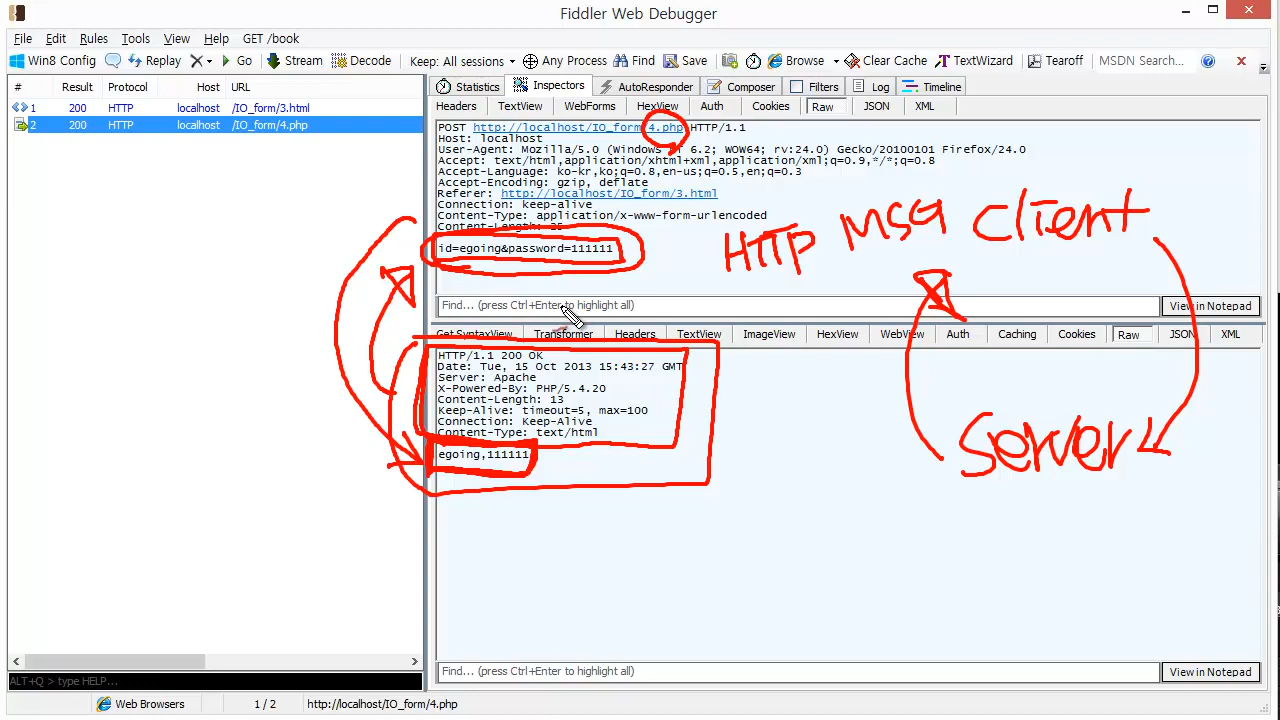 Fiddler Web Debugger
File Edit Rules Tools View Help GET /book
Win8 Config Replay Go Stream Decode Keep: All sessions Any Process Find Save Browse Clear Cache TextWizard Tearoff MSDN Search...
# Result Protocol Host URL
1 200 HTTP localhost /IO_form/3.html
2 200 HTTP localhost /IO_form/4.php
Statistics Inspectors AutoResponder Composer Filters Log Timeline
Headers TextView WebForms HexView Auth Cookies Raw JSON XML
POST http://localhost/IO_form/4.php HTTP/1.1
Host: localhost
User-Agent: Mozilla/5.0 (Windows NT 6.2; WOW64; rv:24.0) Gecko/20100101 Firefox/24.0
Accept: text/html,application/xhtml+xml,application/xml;q=0.9,*/*;q=0.8
Accept-Language: ko-kr,ko;q=0.8,en-us;q=0.5,en;q=0.3
Accept-Encoding: gzip, deflate
Referer: http://localhost/IO_form/3.html
Connection: keep-alive
Content-Type: application/x-www-form-urlencoded
Content-Length: 25
id=egoing&password=111111
HTTP MSG Client
Find... (press Ctrl+Enter to highlight all) View in Notepad
Get SyntaxView Transformer Headers TextView ImageView HexView WebView Auth Caching Cookies Raw JSON XML
HTTP/1.1 200 OK
Date: Tue, 15 Oct 2013 15:43:27 GMT
Server: Apache
X-Powered-By: PHP/5.4.20
Content-Length: 13
Keep-Alive: timeout=5, max=100
Connection: Keep-Alive
Content-Type: text/html
egoing,111111
Server
Find... (press Ctrl+Enter to highlight all) View in Notepad
ALT+Q > type HELP...
Web Browsers 1 / 2 http://localhost/IO_form/4.php